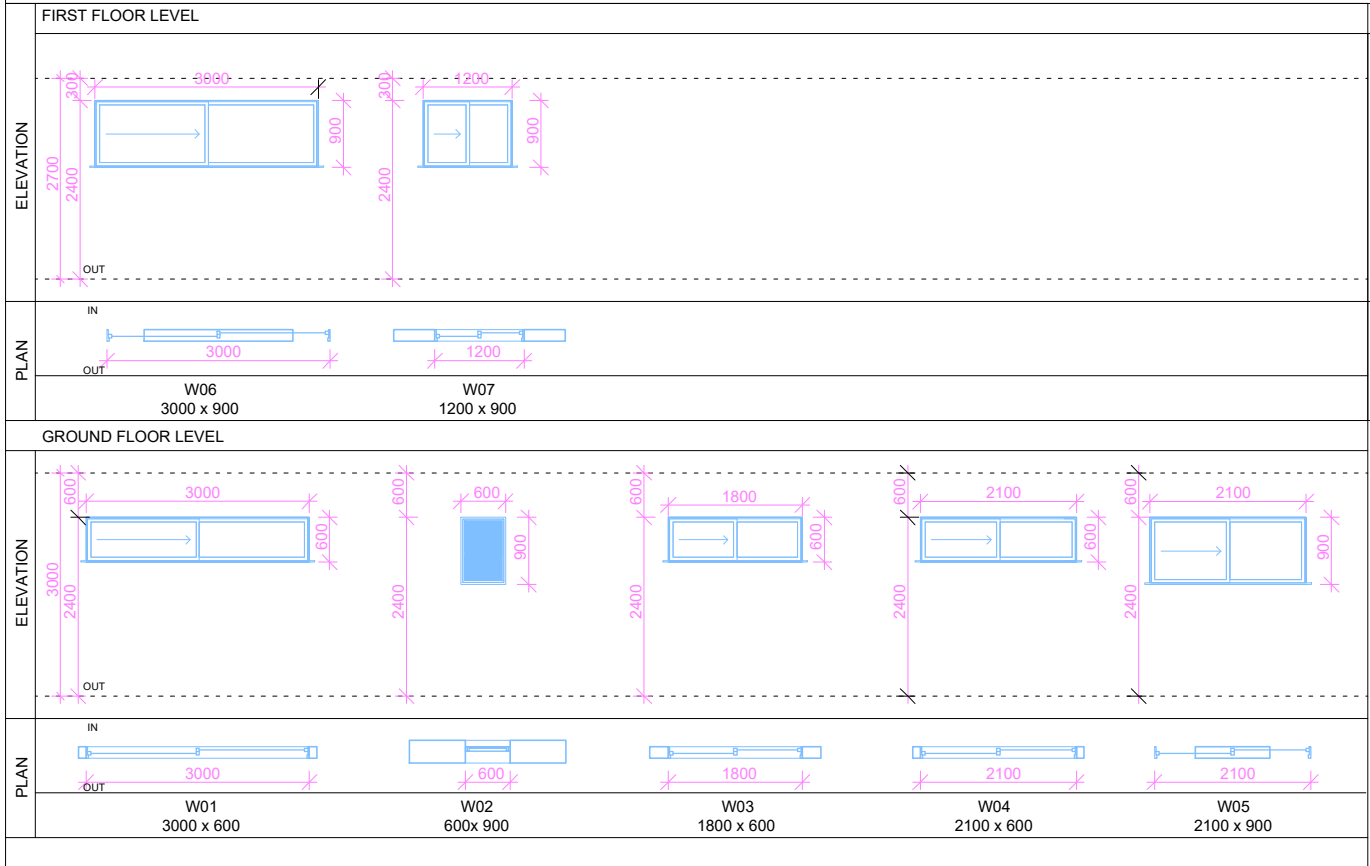 FIRST FLOOR LEVEL
ELEVATION
2700
300
2400
3000
900
OUT
300
2400
1200
900
PLAN
IN
OUT
3000
1200
W06
3000 x 900
W07
1200 x 900
GROUND FLOOR LEVEL
ELEVATION
3000
600
2400
3000
600
OUT
600
2400
600
900
600
2400
1800
600
600
2400
2100
600
600
2400
2100
900
PLAN
IN
OUT
3000
600
1800
2100
2100
W01
3000 x 600
W02
600x 900
W03
1800 x 600
W04
2100 x 600
W05
2100 x 900